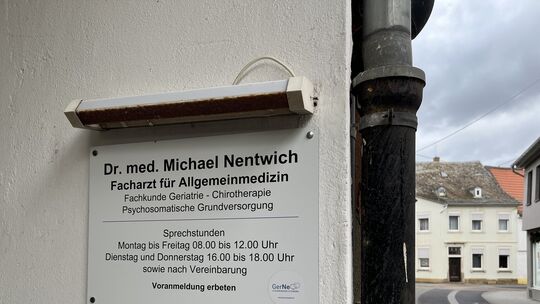 Dr. med. Michael Nentwich
Facharzt für Allgemeinmedizin
Fachkunde Geriatrie - Chirotherapie
Psychosomatische Grundversorgung
Sprechstunden
Montag bis Freitag 08.00 bis 12.00 Uhr
Dienstag und Donnerstag 16.00 bis 18.00 Uhr
sowie nach Vereinbarung
Voranmeldung erbeten
GerNe